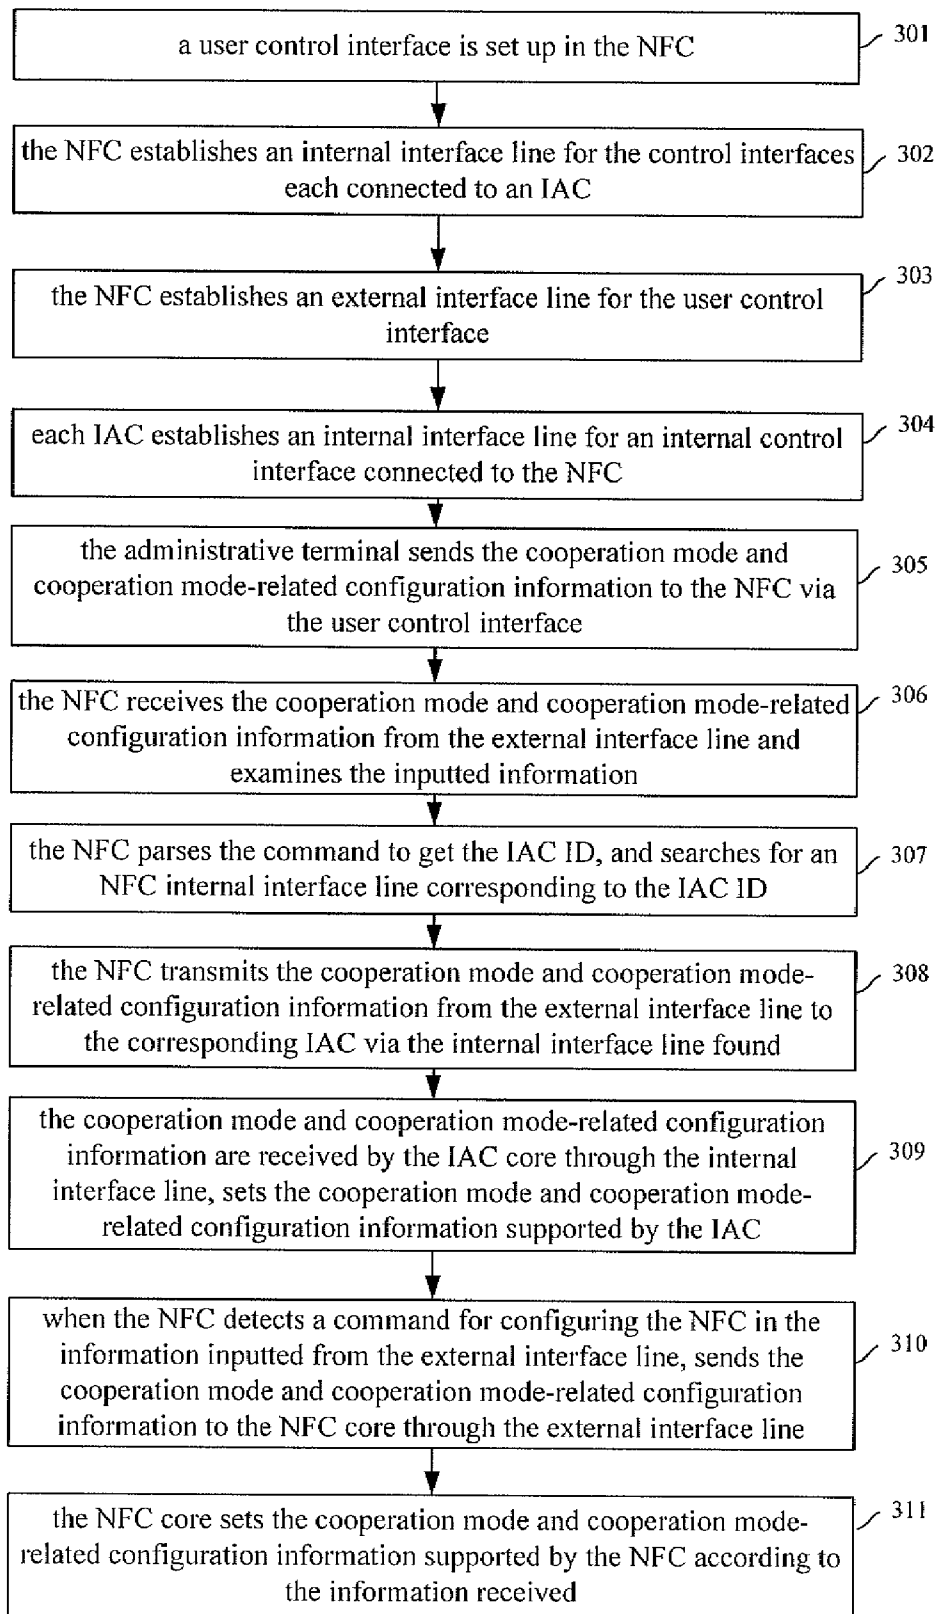 a user control interface is set up in the NFC
301
the NFC establishes an internal interface line for the control interfaces
each connected to an IAC
302
the NFC establishes an external interface line for the user control
interface
303
each IAC establishes an internal interface line for an internal control
interface connected to the NFC
304
the administrative terminal sends the cooperation mode and
cooperation mode-related configuration information to the NFC via
the user control interface
305
the NFC receives the cooperation mode and cooperation mode-related
configuration information from the external interface line and
examines the inputted information
306
the NFC parses the command to get the IAC ID, and searches for an
NFC internal interface line corresponding to the IAC ID
307
the NFC transmits the cooperation mode and cooperation mode-
related configuration information from the external interface line to
the corresponding IAC via the internal interface line found
308
the cooperation mode and cooperation mode-related configuration
information are received by the IAC core through the internal
interface line, sets the cooperation mode and cooperation mode-
related configuration information supported by the IAC
309
when the NFC detects a command for configuring the NFC in the
information inputted from the external interface line, sends the
cooperation mode and cooperation mode-related configuration
information to the NFC core through the external interface line
310
the NFC core sets the cooperation mode and cooperation mode-
related configuration information supported by the NFC according to
the information received
311